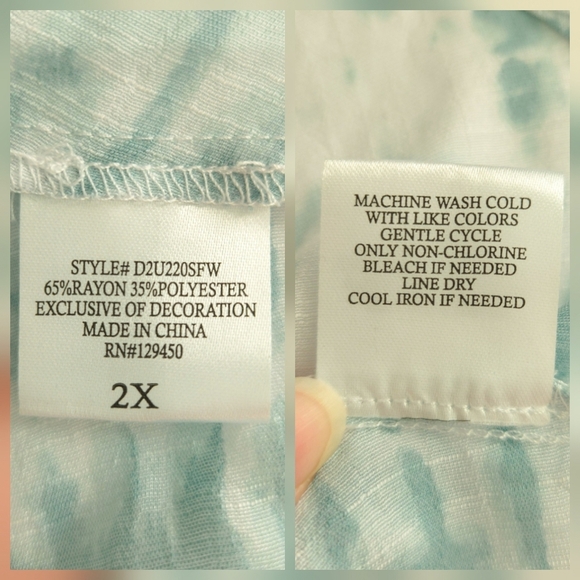 STYLE# D2U220SFW
65%RAYON 35%POLYESTER
EXCLUSIVE OF DECORATION
MADE IN CHINA
RN#129450
2X
MACHINE WASH COLD
WITH LIKE COLORS
GENTLE CYCLE
ONLY NON-CHLORINE
BLEACH IF NEEDED
LINE DRY
COOL IRON IF NEEDED